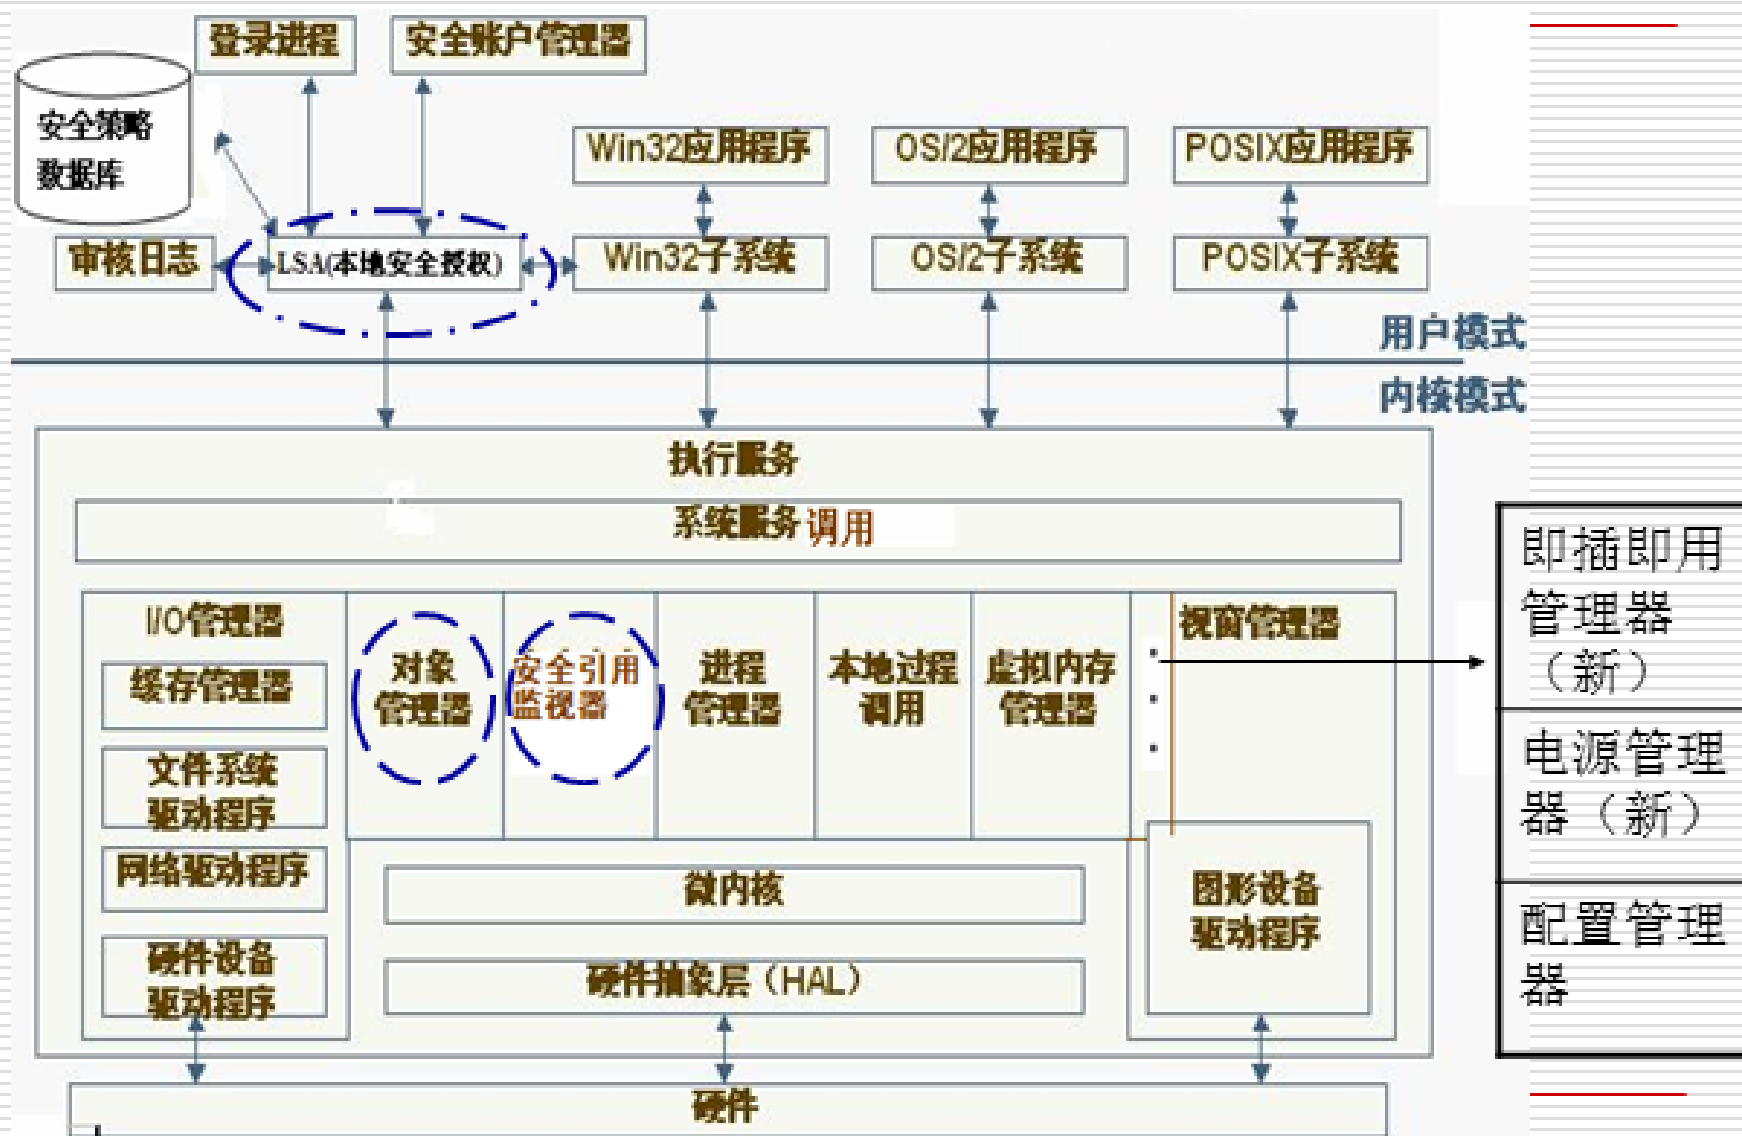 登录进程
安全账户管理器
安全策略
数据库
Win32应用程序
OS/2应用程序
POSIX应用程序
审核日志
LSA(本地安全授权)
Win32子系统
OS/2子系统
POSIX子系统
用户模式
内核模式
执行服务
系统服务调用
I/O管理器
缓存管理器
文件系统
驱动程序
网络驱动程序
硬件设备
驱动程序
对象
管理器
安全引用
监视器
进程
管理器
本地过程
调用
虚拟内存
管理器
视窗管理器
图形设备
驱动程序
微内核
硬件抽象层（HAL）
硬件
即插即用
管理器
（新）
电源管理
器（新）
配置管理
器